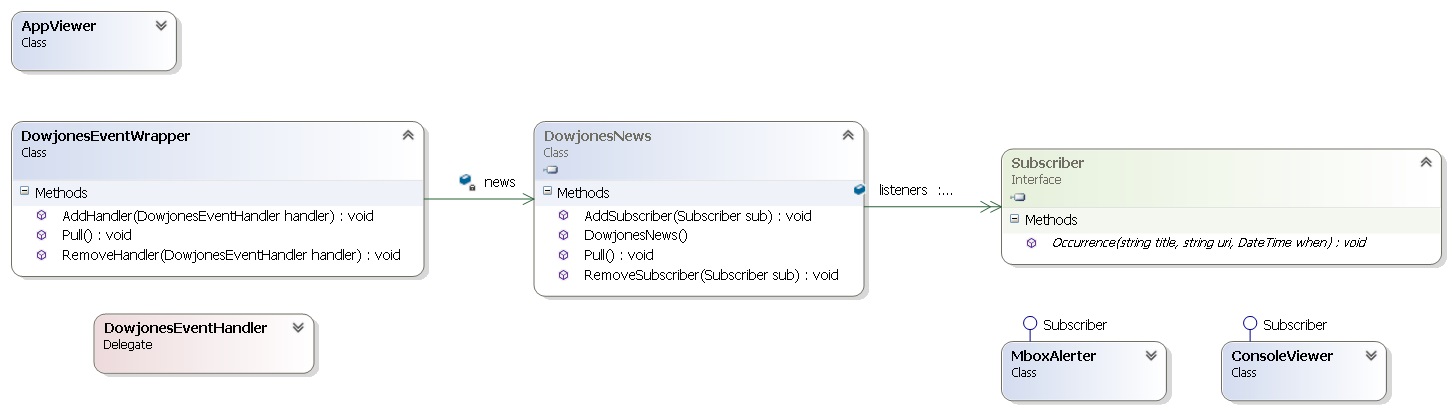 AppViewer
Class
DowjonesEventWrapper
Class
Methods
AddHandler(DowjonesEventHandler handler) : void
Pull() : void
RemoveHandler(DowjonesEventHandler handler) : void
news
DowjonesNews
Class
Methods
AddSubscriber(Subscriber sub) : void
DowjonesNews()
Pull() : void
RemoveSubscriber(Subscriber sub) : void
listeners :...
Subscriber
Interface
Methods
Occurrence(string title, string uri, DateTime when) : void
DowjonesEventHandler
Delegate
Subscriber
MboxAlerter
Class
Subscriber
ConsoleViewer
Class